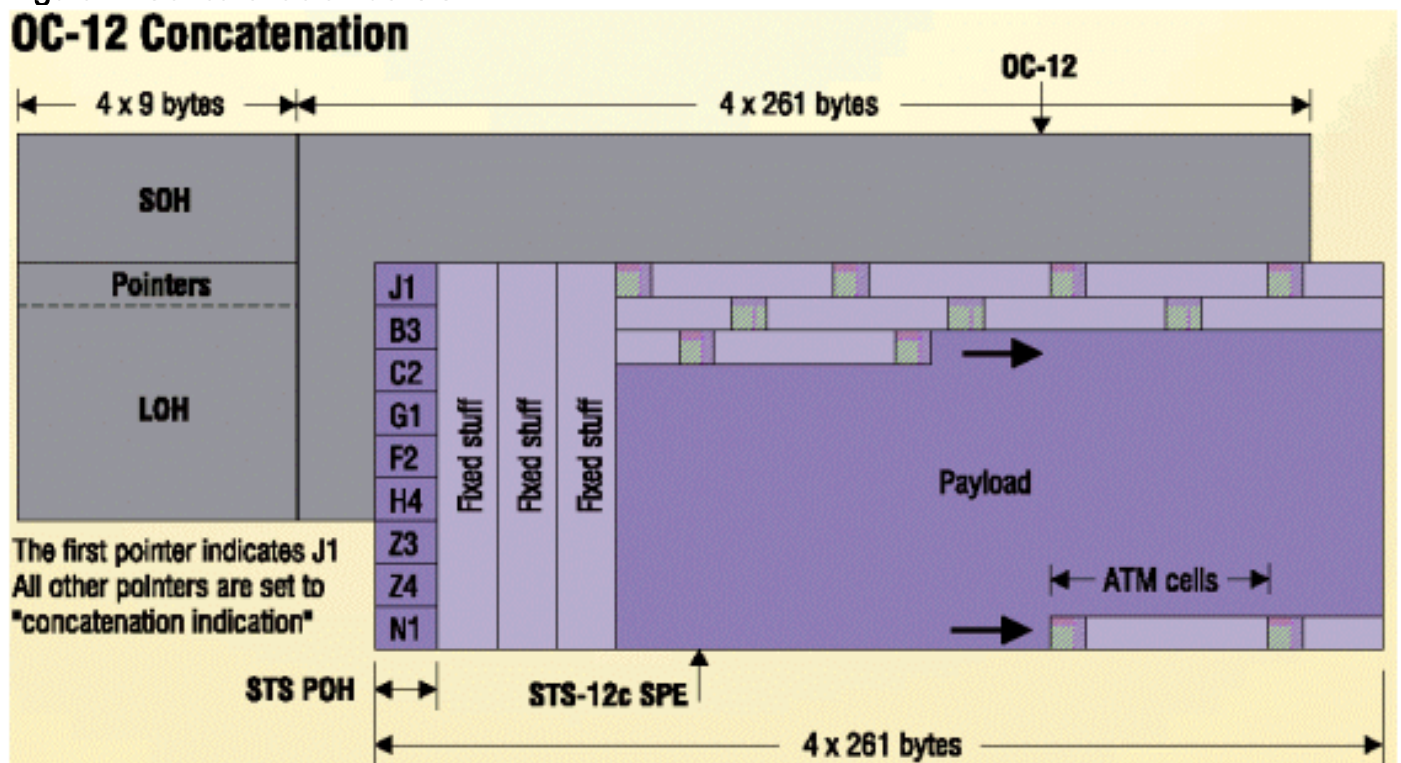 OC-12 Concatenation
OC-12
4 x 9 bytes
4 x 261 bytes
SOH
Pointers
LOH
J1
B3
C2
G1
F2
H4
Z3
Z4
N1
Fixed stuff
Fixed stuff
Fixed stuff
Payload
ATM cells
The first pointer indicates J1
All other pointers are set to
"concatenation indication"
STS POH
STS-12c SPE
4 x 261 bytes